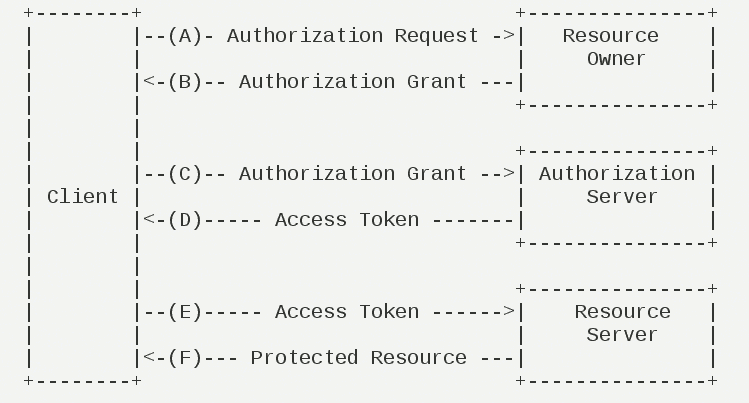 +--------+                               +---------------+
|        |--(A)- Authorization Request ->|   Resource    |
|        |                               |     Owner     |
|        |<-(B)-- Authorization Grant ---|               |
|        |                               +---------------+
|        |
|        |                               +---------------+
|        |--(C)-- Authorization Grant -->| Authorization |
| Client |                               |     Server    |
|        |<-(D)----- Access Token -------|               |
|        |                               +---------------+
|        |
|        |                               +---------------+
|        |--(E)----- Access Token ------>|    Resource   |
|        |                               |     Server    |
|        |<-(F)--- Protected Resource ---|               |
+--------+                               +---------------+